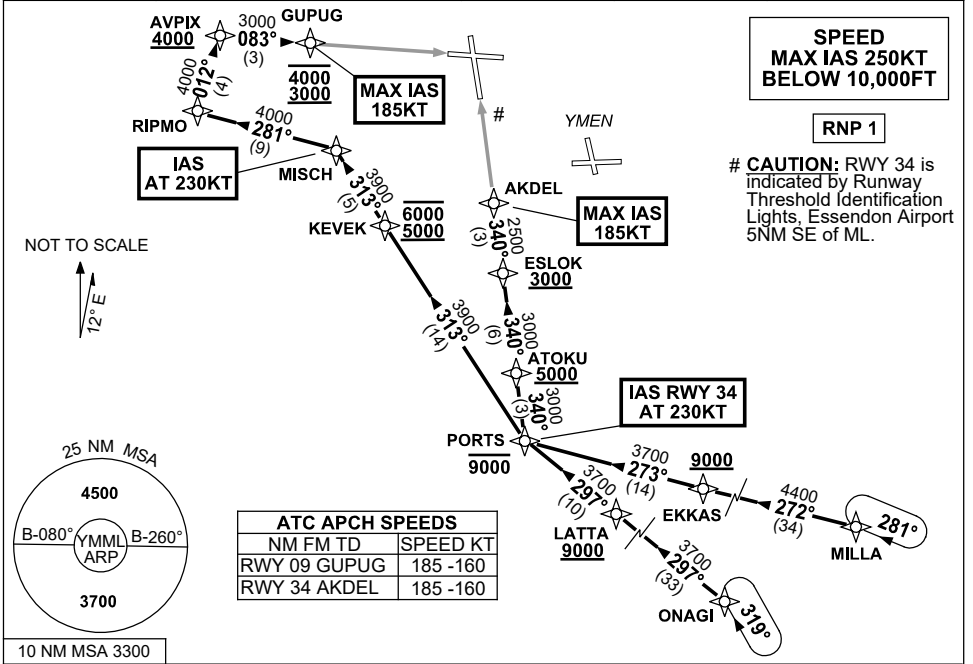 AVPIX
4000
3000
083°
(3)
GUPUG
4000
3000
MAX IAS
185KT
4000
012°
(4)
RIPMO
4000
281°
(9)
IAS
AT 230KT
MISCH
3900
313°
(5)
KEVEK
6000
5000
SPEED
MAX IAS 250KT
BELOW 10,000FT
RNP 1
# CAUTION: RWY 34 is
indicated by Runway
Threshold Identification
Lights, Essendon Airport
5NM SE of ML.
#
YMEN
AKDEL
MAX IAS
185KT
2500
340°
(3)
ESLOK
3000
3000
340°
(6)
ATOKU
5000
3000
340°
(3)
NOT TO SCALE
12° E
3900
313°
(14)
IAS RWY 34
AT 230KT
PORTS
9000
3700
273°
(14)
9000
EKKAS
4400
272°
(34)
281°
MILLA
3700
297°
(10)
LATTA
9000
3700
297°
(33)
ONAGI
319°
25 NM MSA
4500
B-080°
YMML
ARP
B-260°
3700
10 NM MSA 3300
ATC APCH SPEEDS
NM FM TD SPEED KT
RWY 09 GUPUG 185 -160
RWY 34 AKDEL 185 -160